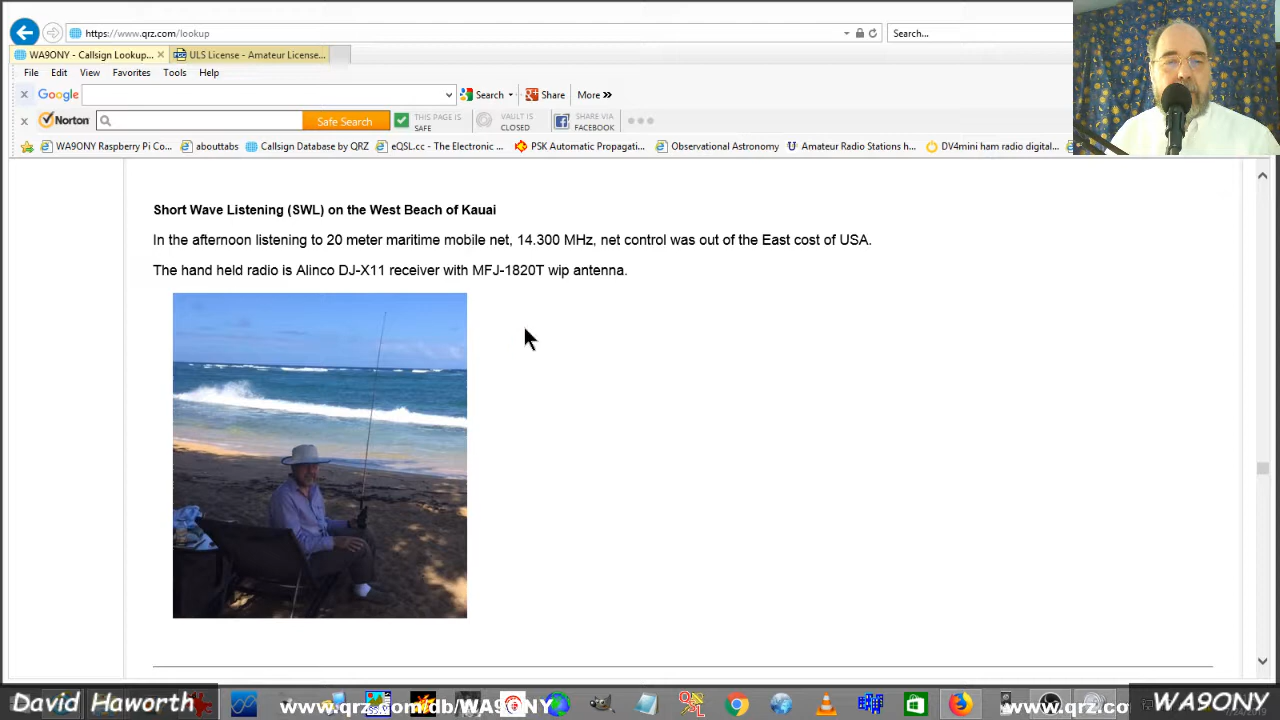 https://www.qrz.com/lookup
Search...
WA9ONY - Callsign Lookup...
ULS License - Amateur License...
File Edit View Favorites Tools Help
Google Search Share More »
Norton Safe Search THIS PAGE IS SAFE VAULT IS CLOSED SHARE VIA FACEBOOK
WA9ONY Raspberry Pi Co... abouttabs Callsign Database by QRZ eQSL.cc - The Electronic ... PSK Automatic Propagati... Observational Astronomy Amateur Radio Stations h... DV4mini ham radio digital...
Short Wave Listening (SWL) on the West Beach of Kauai
In the afternoon listening to 20 meter maritime mobile net, 14.300 MHz, net control was out of the East cost of USA.
The hand held radio is Alinco DJ-X11 receiver with MFJ-1820T wip antenna.
David Haworth www.qrz.com/db/WA9ONY www.qrz.co WA9ONY